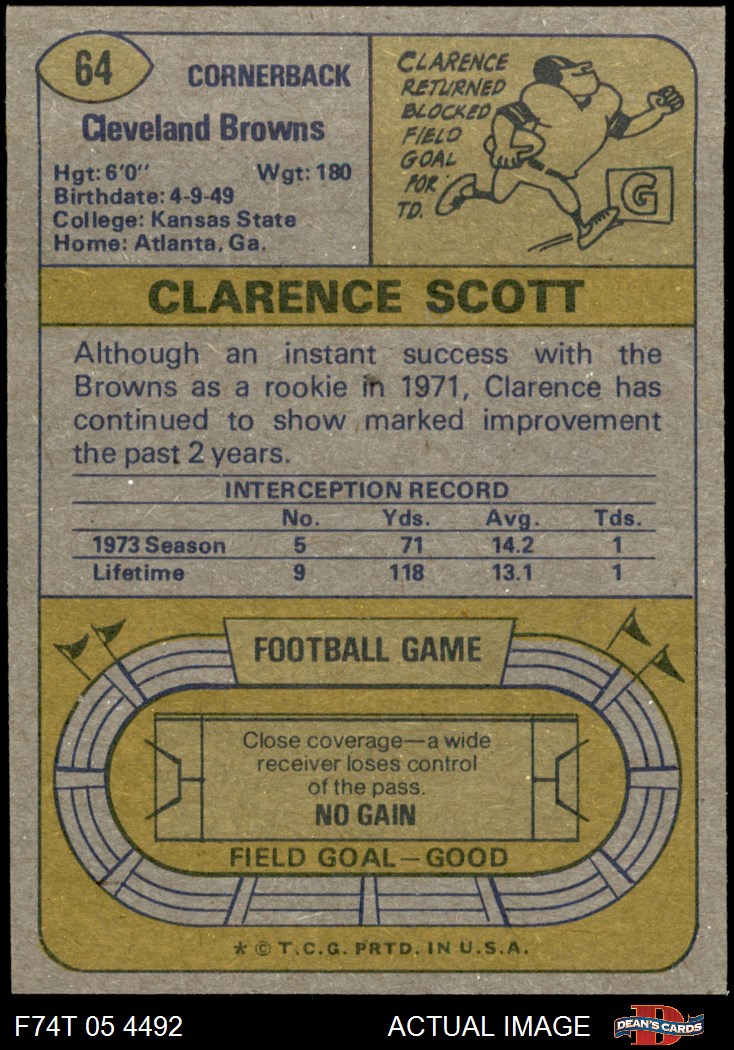 64
CORNERBACK
Cleveland Browns
Hgt: 6'0" Wgt: 180
Birthdate: 4-9-49
College: Kansas State
Home: Atlanta, Ga.
CLARENCE
RETURNED
BLOCKED
FIELD
GOAL
FOR
TD.
G
CLARENCE SCOTT
Although an instant success with the
Browns as a rookie in 1971, Clarence has
continued to show marked improvement
the past 2 years.
INTERCEPTION RECORD
No. Yds. Avg. Tds.
1973 Season 5 71 14.2 1
Lifetime 9 118 13.1 1
FOOTBALL GAME
Close coverage—a wide
receiver loses control
of the pass.
NO GAIN
FIELD GOAL—GOOD
* © T.C.G. PRTD. IN U.S.A.
F74T 05 4492 ACTUAL IMAGE
D
DEAN'S CARDS